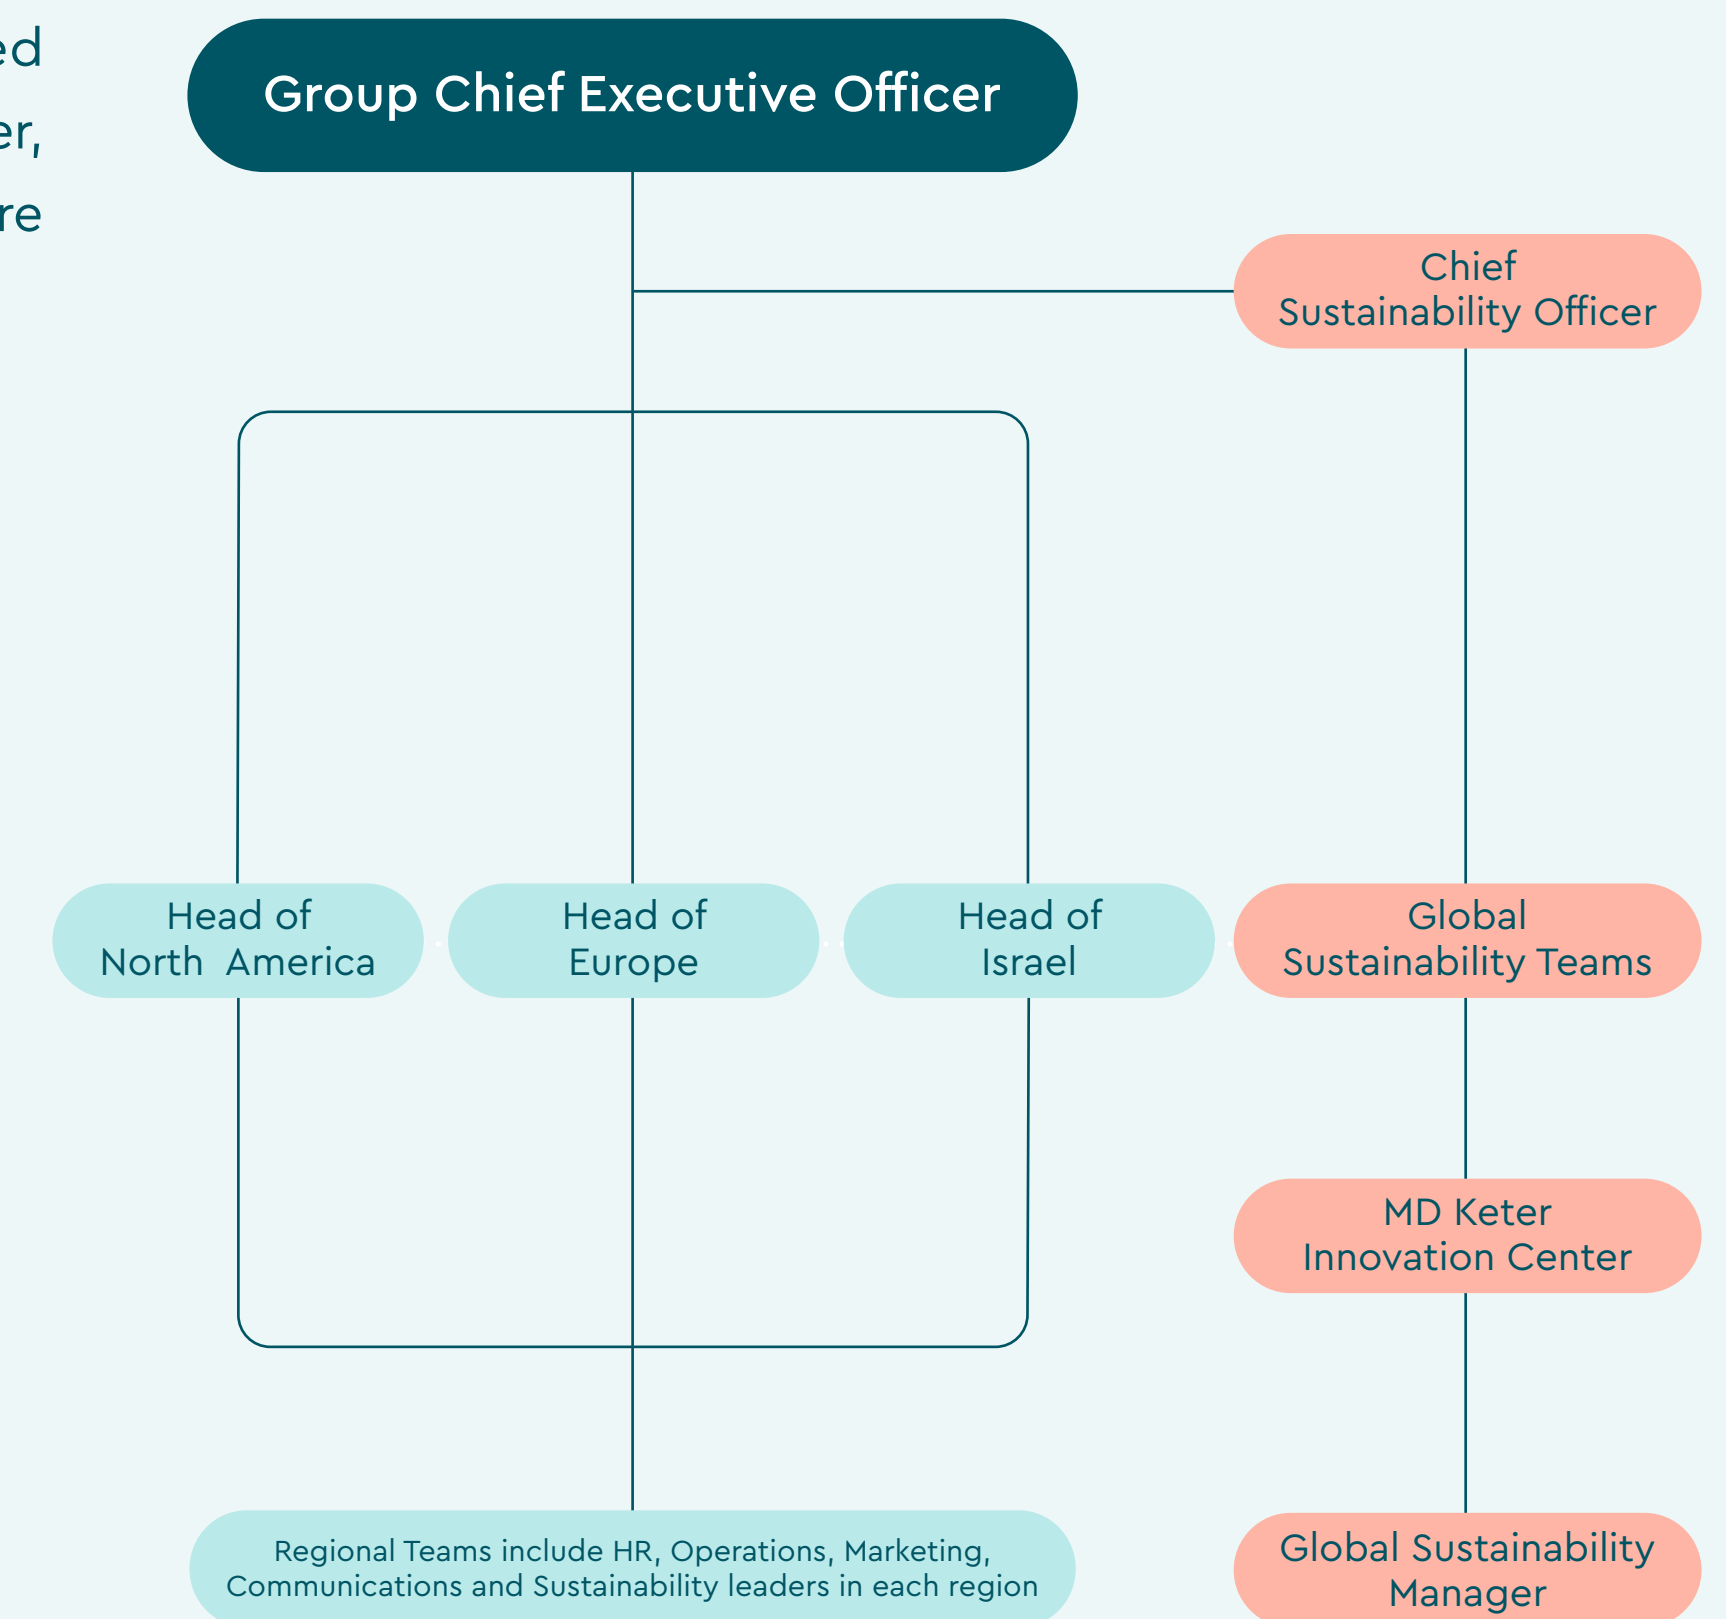 Group Chief Executive Officer
Chief
Sustainability Officer
Head of
North America
Head of
Europe
Head of
Israel
Global
Sustainability Teams
MD Keter
Innovation Center
Regional Teams include HR, Operations, Marketing,
Communications and Sustainability leaders in each region
Global Sustainability
Manager